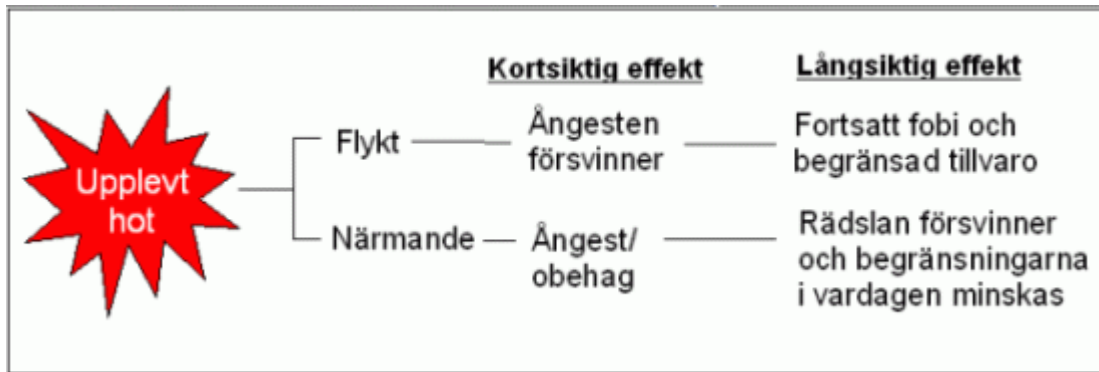 Kortsiktig effekt
Långsiktig effekt
Upplevt
hot
Flykt
Ångesten
försvinner
Fortsatt fobi och
begränsad tillvaro
Närmande
Ångest/
obehag
Rädslan försvinner
och begränsningarna
i vardagen minskas